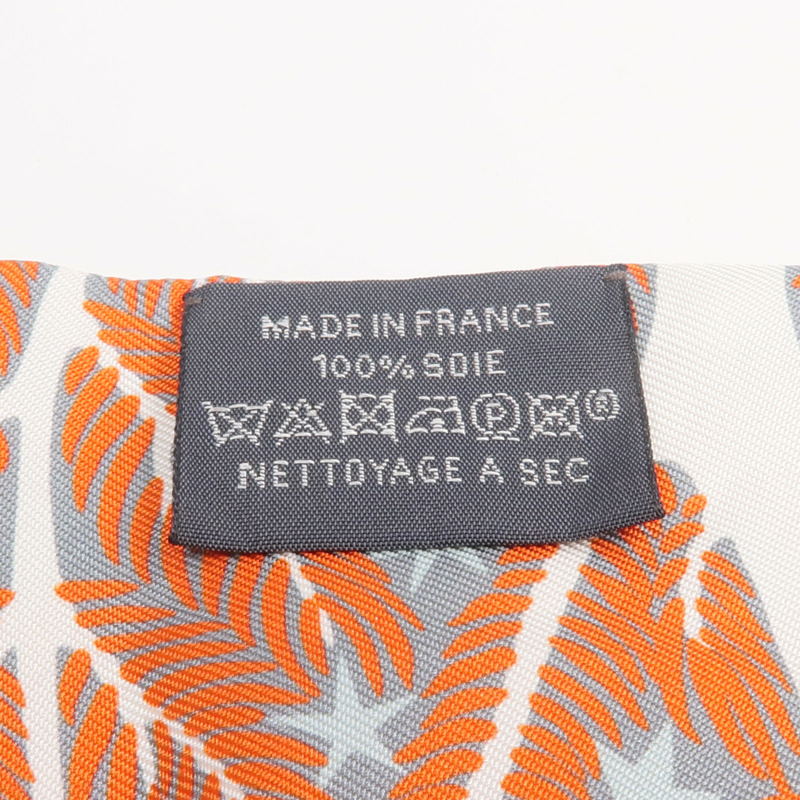 MADE IN FRANCE
100% SOIE
P ®
NETTOYAGE A SEC